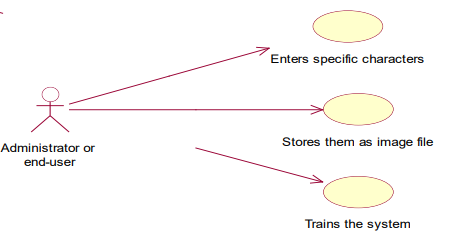 Enters specific characters
Administrator or
end-user
Stores them as image file
Trains the system